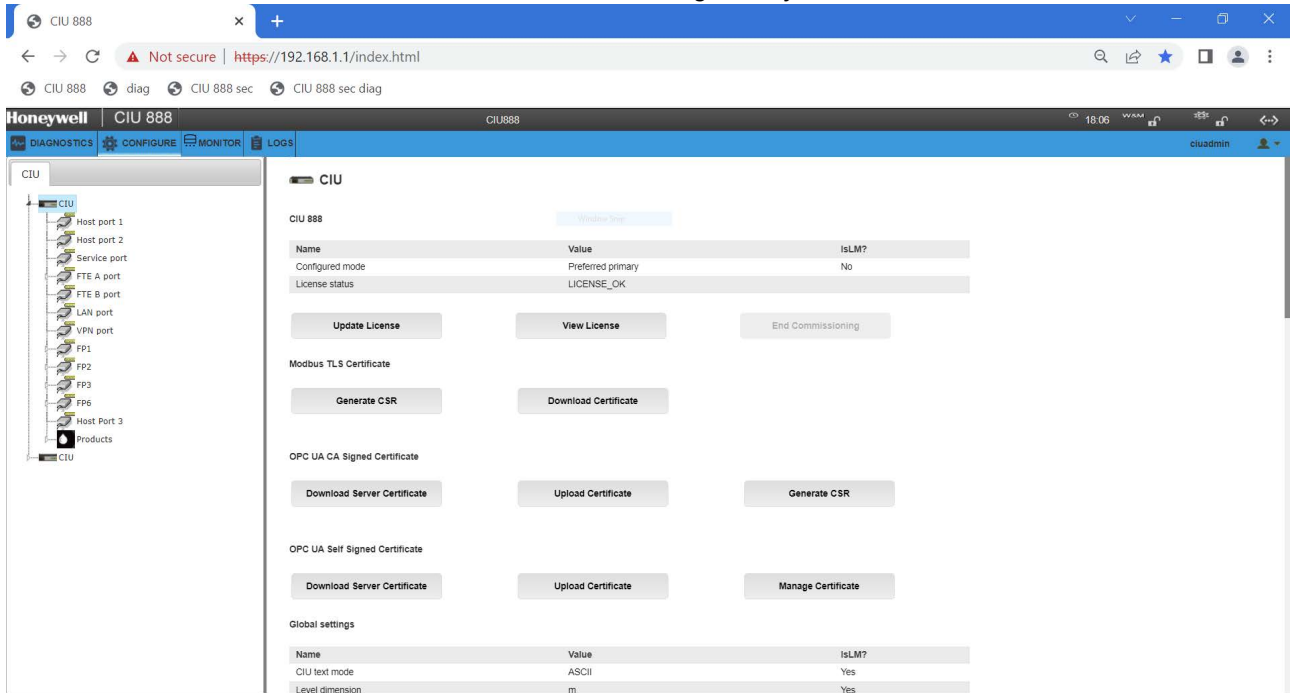 CIU 888
Not secure | https://192.168.1.1/index.html
CIU 888 diag CIU 888 sec CIU 888 sec diag
Honeywell CIU 888 CIU888 18:06 W&M
DIAGNOSTICS CONFIGURE MONITOR LOGS ciuadmin
CIU
CIU
Host port 1
Host port 2
Service port
FTE A port
FTE B port
LAN port
VPN port
FP1
FP2
FP3
FP6
Host Port 3
Products
CIU
CIU
CIU 888
Name Value IsLM?
Configured mode Preferred primary No
License status LICENSE_OK
Update License View License End Commissioning
Modbus TLS Certificate
Generate CSR Download Certificate
OPC UA CA Signed Certificate
Download Server Certificate Upload Certificate Generate CSR
OPC UA Self Signed Certificate
Download Server Certificate Upload Certificate Manage Certificate
Global settings
Name Value IsLM?
CIU text mode ASCII Yes
Level dimension m Yes